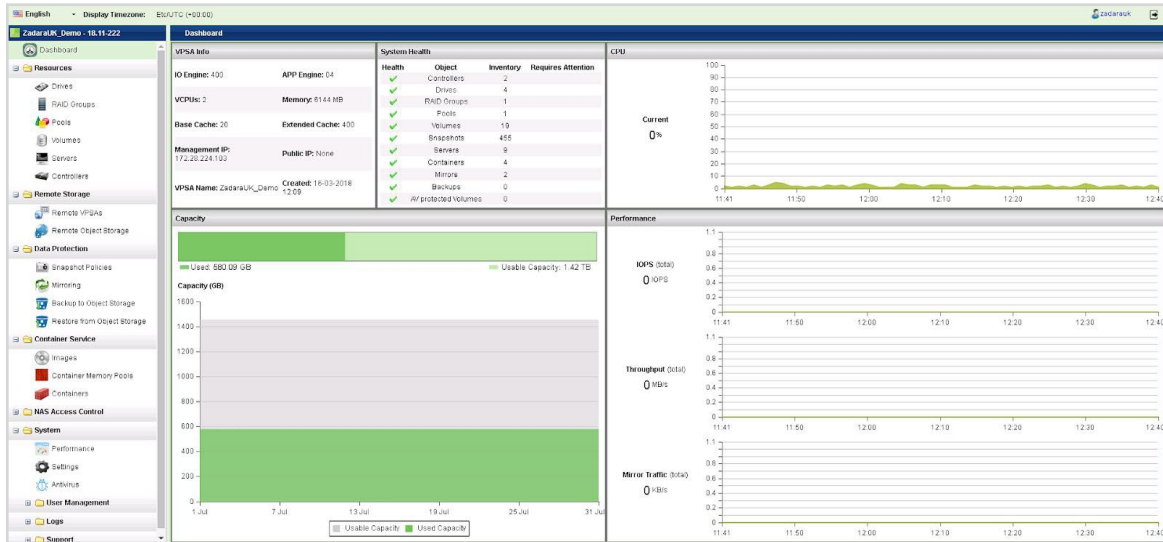 English Display Timezone: Etc/UTC (+00:00) zadarauk
ZadaraUK_Demo - 18.11-222
Dashboard
Resources
Drives
RAID Groups
Pools
Volumes
Servers
Controllers
Remote Storage
Remote VPSAs
Remote Object Storage
Data Protection
Snapshot Policies
Mirroring
Backup to Object Storage
Restore from Object Storage
Container Service
Images
Container Memory Pools
Containers
NAS Access Control
System
Performance
Settings
Antivirus
User Management
Logs
Support
Dashboard
VPSA Info
IO Engine: 400 APP Engine: 04
VCPUs: 2 Memory: 6144 MB
Base Cache: 20 Extended Cache: 400
Management IP: 172.28.224.103 Public IP: None
VPSA Name: ZadaraUK_Demo Created: 16-03-2018 12:09
System Health
Health Object Inventory Requires Attention
Controllers 2
Drives 4
RAID Groups 1
Pools 1
Volumes 19
Snapshots 455
Servers 9
Containers 4
Mirrors 2
Backups 0
AV protected Volumes 0
CPU
Current
0%
100
90
80
70
60
50
40
30
20
10
0
11:41 11:50 12:00 12:10 12:20 12:30 12:40
Capacity
Used: 580.09 GB Usable Capacity: 1.42 TB
Capacity (GB)
1600
1400
1200
1000
800
600
400
200
0
1 Jul 7 Jul 13 Jul 19 Jul 25 Jul 31 Jul
Usable Capacity Used Capacity
Performance
IOPS (total)
0 IOPS
1.1
0.8
0.6
0.4
0.2
0
11:41 11:50 12:00 12:10 12:20 12:30 12:40
Throughput (total)
0 MB/s
1.1
0.8
0.6
0.4
0.2
0
11:41 11:50 12:00 12:10 12:20 12:30 12:40
Mirror Traffic (total)
0 KB/s
1.1
0.8
0.6
0.4
0.2
0
11:41 11:50 12:00 12:10 12:20 12:30 12:40